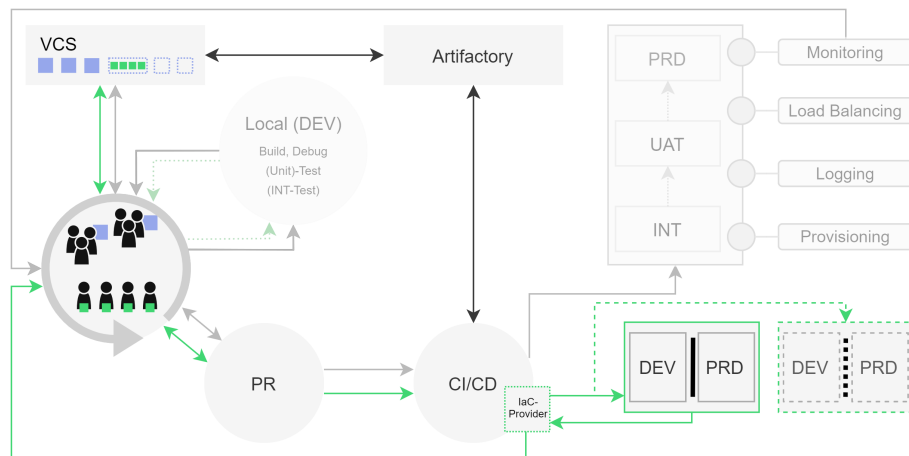 VCS
Artifactory
Local (DEV)
Build, Debug
(Unit)-Test
(INT-Test)
PRD
UAT
INT
Monitoring
Load Balancing
Logging
Provisioning
PR
CI/CD
IaC-
Provider
DEV
PRD
DEV
PRD